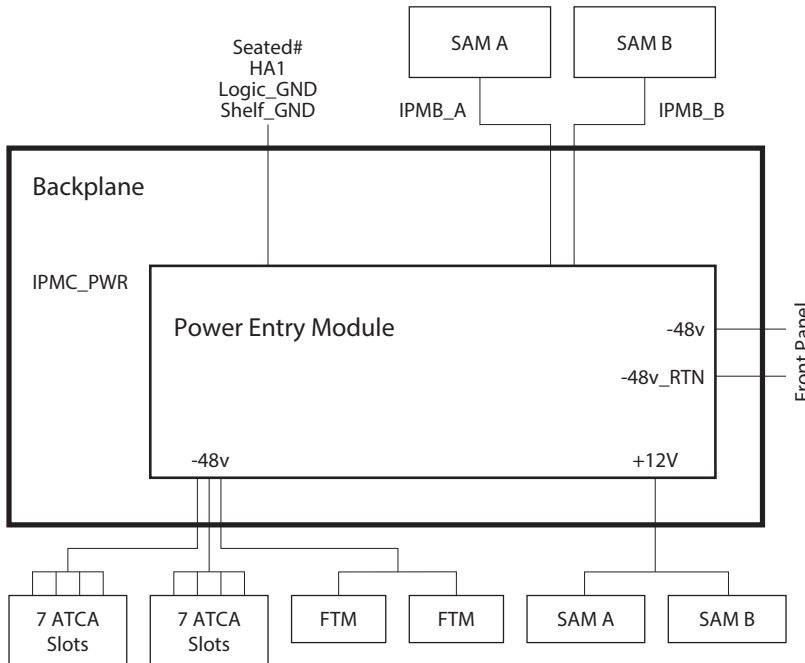 Seated#
HA1
Logic_GND
Shelf_GND
SAM A
SAM B
IPMB_A
IPMB_B
Backplane
IPMC_PWR
Power Entry Module
-48v
-48v_RTN
Front Panel
-48v
+12V
7 ATCA
Slots
7 ATCA
Slots
FTM
FTM
SAM A
SAM B